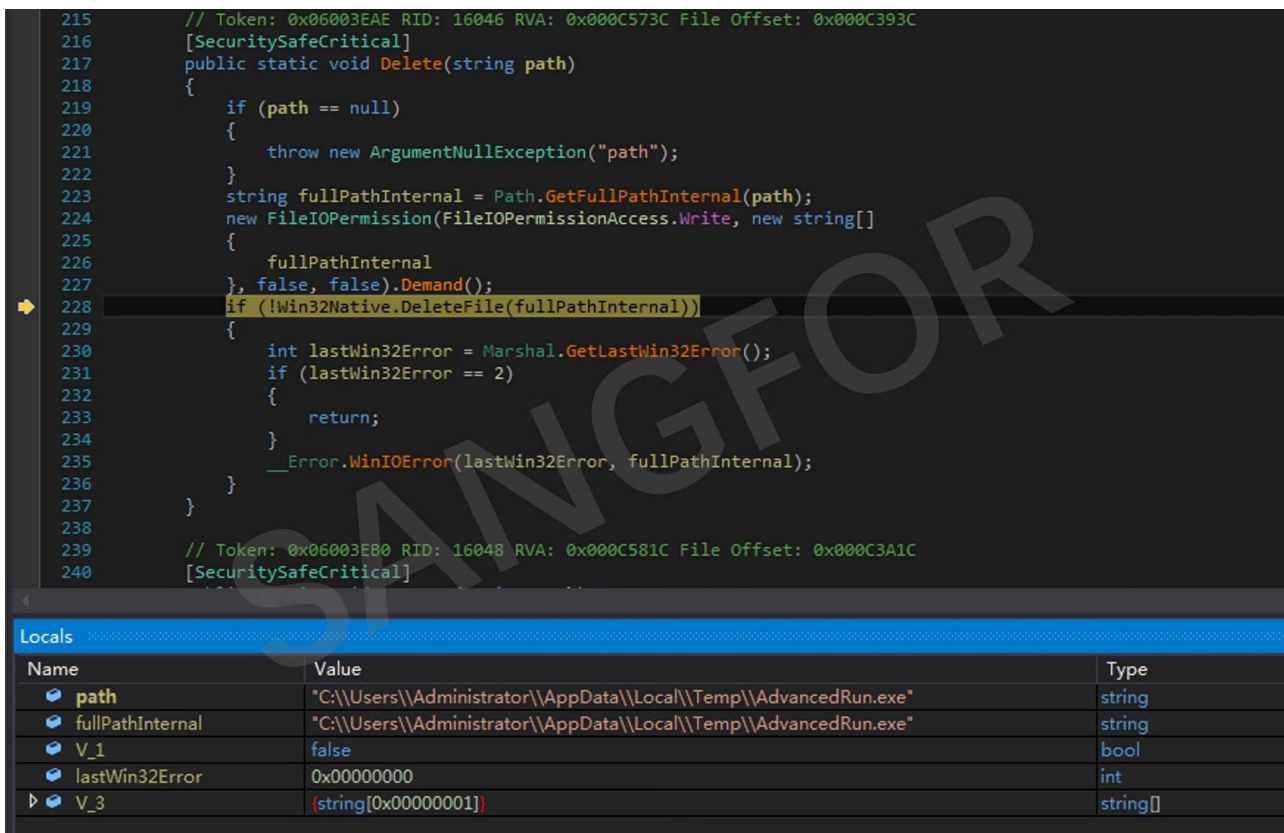 215 // Token: 0x06003EAE RID: 16046 RVA: 0x000C573C File Offset: 0x000C393C
216 [SecuritySafeCritical]
217 public static void Delete(string path)
218 {
219 if (path == null)
220 {
221 throw new ArgumentNullException("path");
222 }
223 string fullPathInternal = Path.GetFullPathInternal(path);
224 new FileIOPermission(FileIOPermissionAccess.Write, new string[]
225 {
226 fullPathInternal
227 }, false, false).Demand();
228 if (!Win32Native.DeleteFile(fullPathInternal))
229 {
230 int lastWin32Error = Marshal.GetLastWin32Error();
231 if (lastWin32Error == 2)
232 {
233 return;
234 }
235 __Error.WinIOError(lastWin32Error, fullPathInternal);
236 }
237 }
238
239 // Token: 0x06003EB0 RID: 16048 RVA: 0x000C581C File Offset: 0x000C3A1C
240 [SecuritySafeCritical]
SANGFOR
Locals
Name Value Type
path "C:\\Users\\Administrator\\AppData\\Local\\Temp\\AdvancedRun.exe" string
fullPathInternal "C:\\Users\\Administrator\\AppData\\Local\\Temp\\AdvancedRun.exe" string
V_1 false bool
lastWin32Error 0x00000000 int
V_3 {string[0x00000001]} string[]